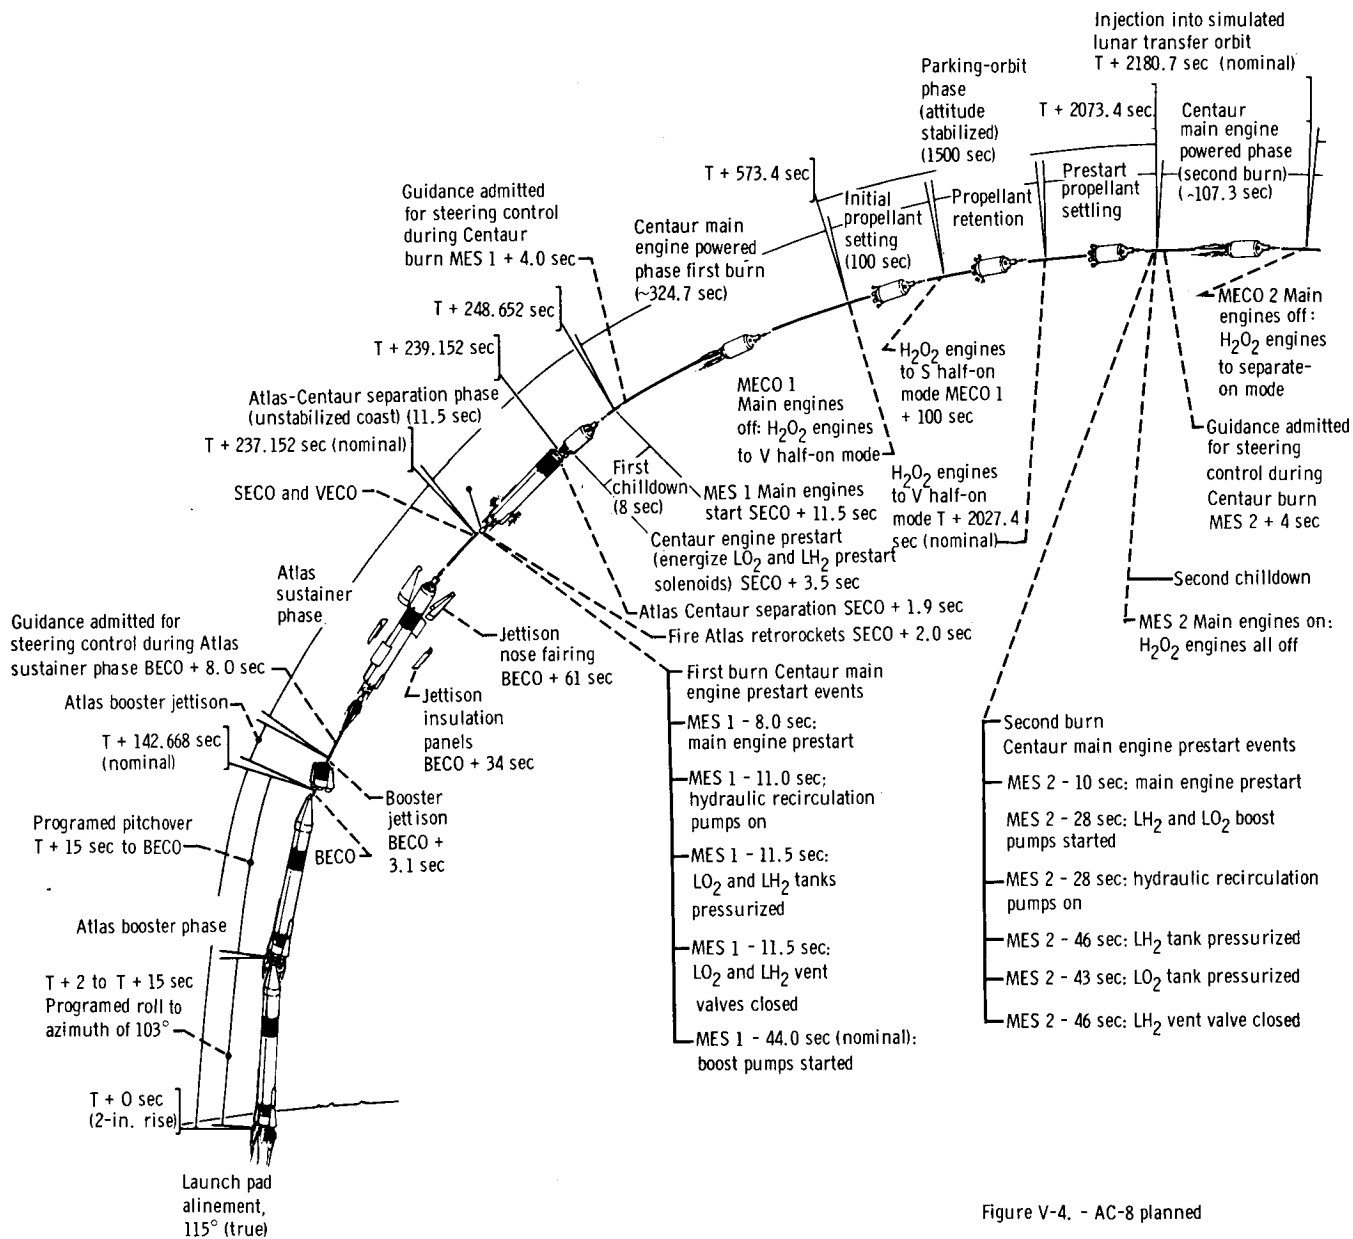 Injection into simulated
lunar transfer orbit
T + 2180.7 sec (nominal)
Parking-orbit
phase
(attitude
stabilized)
(1500 sec)
T + 2073.4 sec
Centaur
main engine
powered phase
(second burn)
(~107.3 sec)
T + 573.4 sec
Initial
propellant
setting
(100 sec)
Propellant
retention
Prestart
propellant
settling
Guidance admitted
for steering control
during Centaur
burn MES 1 + 4.0 sec
Centaur main
engine powered
phase first burn
(~324.7 sec)
T + 248.652 sec
T + 239.152 sec
Atlas-Centaur separation phase
(unstabilized coast) (11.5 sec)
T + 237.152 sec (nominal)
SECO and VECO
MECO 1
Main engines
off: H2O2 engines
to V half-on mode
H2O2 engines
to S half-on
mode MECO 1
+ 100 sec
MECO 2 Main
engines off:
H2O2 engines
to separate-
on mode
H2O2 engines
to V half-on
mode T + 2027.4
sec (nominal)
Guidance admitted
for steering
control during
Centaur burn
MES 2 + 4 sec
First
chilldown
(8 sec)
MES 1 Main engines
start SECO + 11.5 sec
Centaur engine prestart
(energize LO2 and LH2 prestart
solenoids) SECO + 3.5 sec
Second chilldown
Atlas Centaur separation SECO + 1.9 sec
Fire Atlas retrorockets SECO + 2.0 sec
MES 2 Main engines on:
H2O2 engines all off
Atlas
sustainer
phase
Guidance admitted for
steering control during Atlas
sustainer phase BECO + 8.0 sec
Jettison
nose fairing
BECO + 61 sec
Jettison
insulation
panels
BECO + 34 sec
Atlas booster jettison
T + 142.668 sec
(nominal)
Booster
jettison
BECO +
3.1 sec
Programed pitchover
T + 15 sec to BECO
BECO
Atlas booster phase
T + 2 to T + 15 sec
Programed roll to
azimuth of 103°
T + 0 sec
(2-in. rise)
Launch pad
alinement,
115° (true)
First burn Centaur main
engine prestart events
MES 1 - 8.0 sec:
main engine prestart
MES 1 - 11.0 sec;
hydraulic recirculation
pumps on
MES 1 - 11.5 sec:
LO2 and LH2 tanks
pressurized
MES 1 - 11.5 sec:
LO2 and LH2 vent
valves closed
MES 1 - 44.0 sec (nominal):
boost pumps started
Second burn
Centaur main engine prestart events
MES 2 - 10 sec: main engine prestart
MES 2 - 28 sec: LH2 and LO2 boost
pumps started
MES 2 - 28 sec: hydraulic recirculation
pumps on
MES 2 - 46 sec: LH2 tank pressurized
MES 2 - 43 sec: LO2 tank pressurized
MES 2 - 46 sec: LH2 vent valve closed
Figure V-4. - AC-8 planned